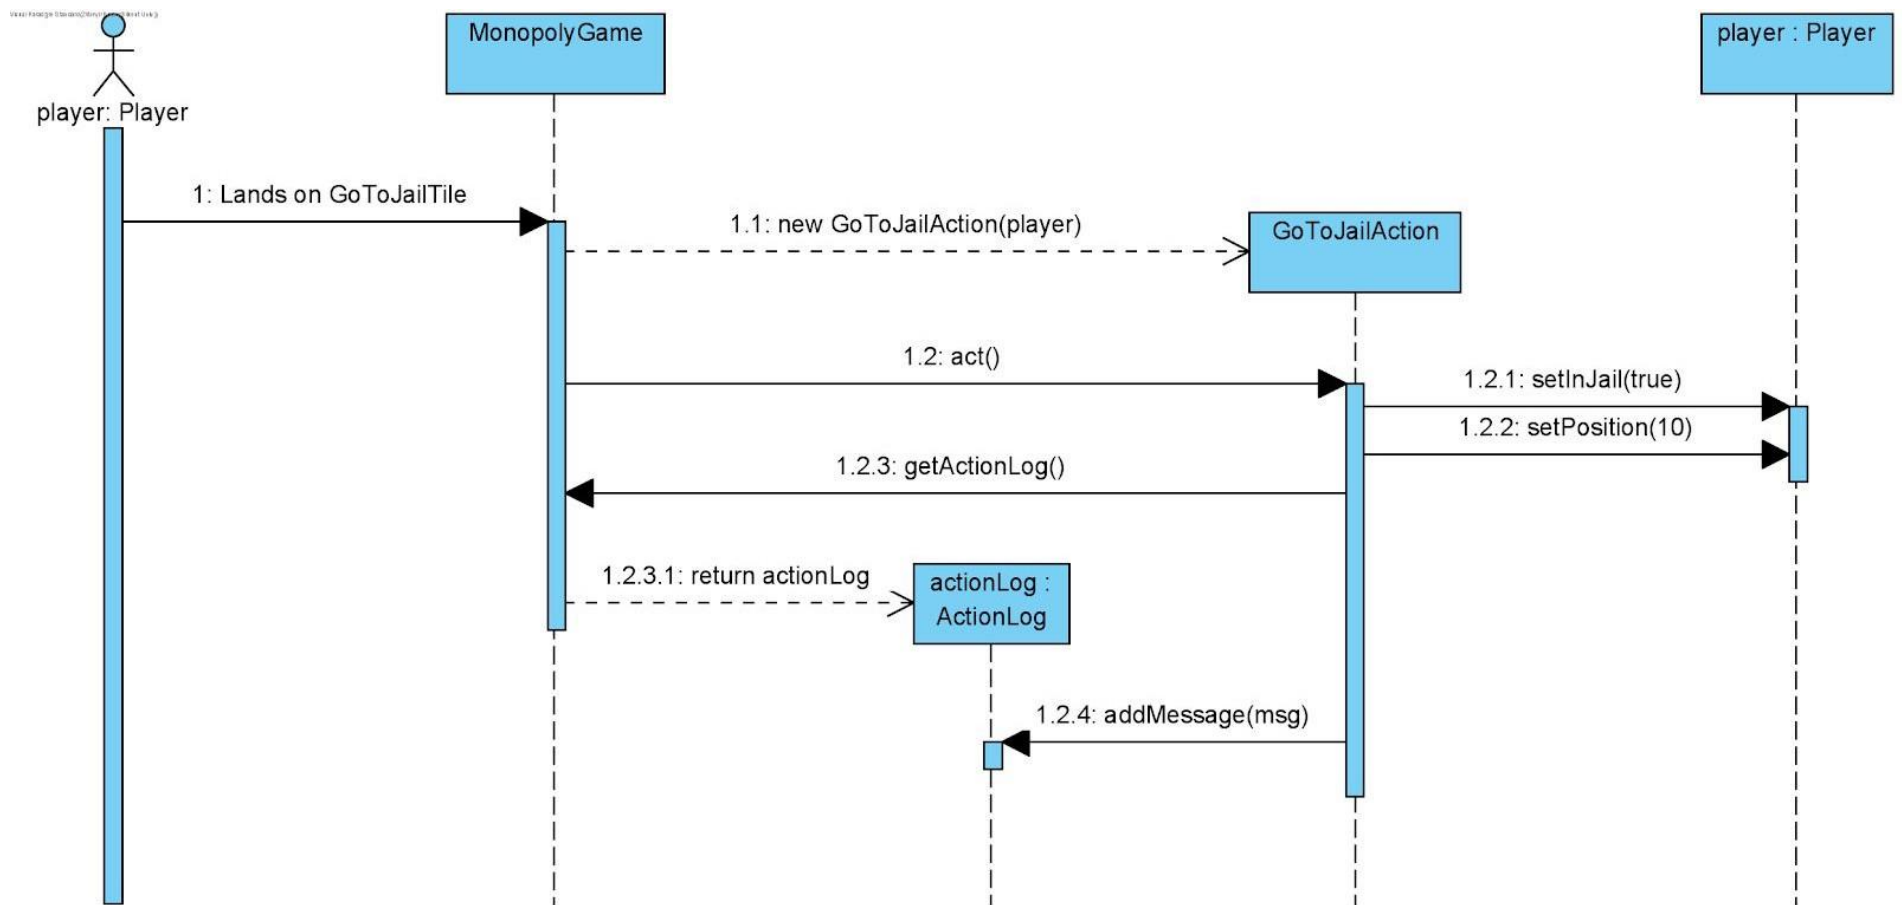 MonopolyGame
player : Player
player: Player
1: Lands on GoToJailTile
1.1: new GoToJailAction(player)
GoToJailAction
1.2: act()
1.2.1: setInJail(true)
1.2.2: setPosition(10)
1.2.3: getActionLog()
1.2.3.1: return actionLog
actionLog :
ActionLog
1.2.4: addMessage(msg)